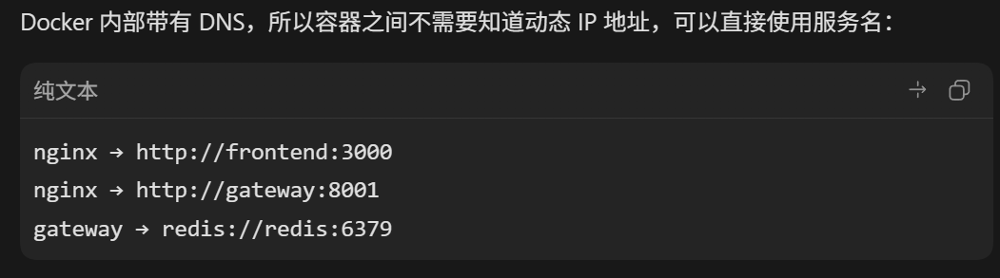 Docker 内部带有 DNS，所以容器之间不需要知道动态 IP 地址，可以直接使用服务名：
纯文本
nginx → http://frontend:3000
nginx → http://gateway:8001
gateway → redis://redis:6379